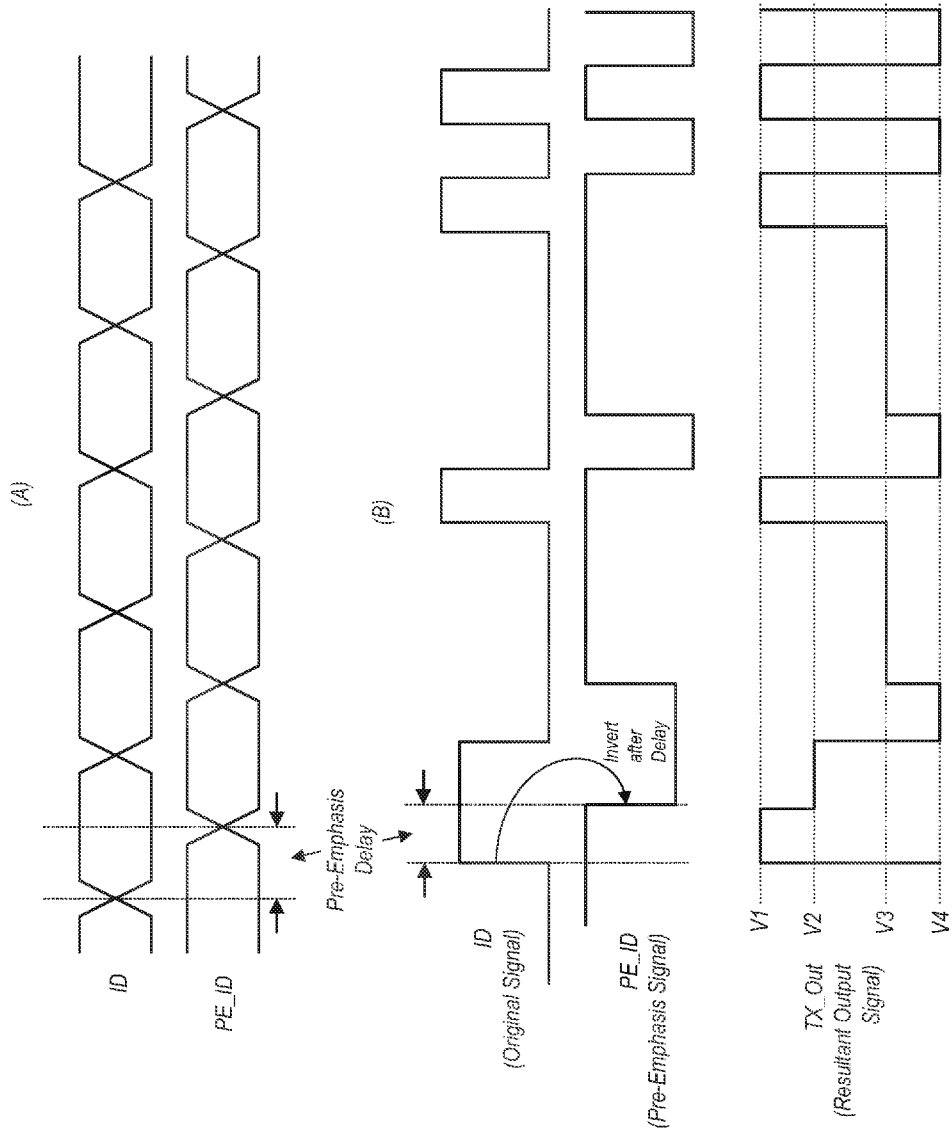 (A)
ID
PE_ID
Pre-Emphasis
Delay
(B)
ID
(Original Signal)
Invert
after
Delay
PE_ID
(Pre-Emphasis Signal)
V1
V2
V3
V4
TX_Out
(Resultant Output
Signal)